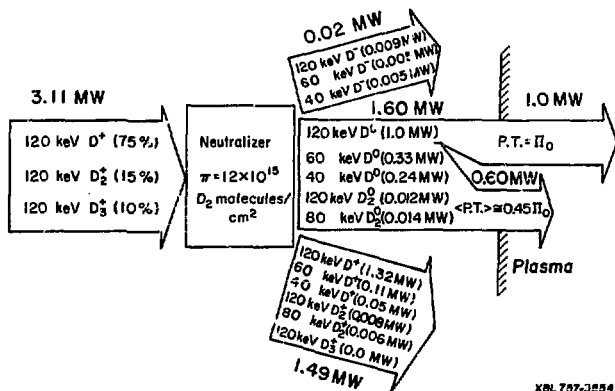 0.02 MW
120 keV D⁻ (0.009 MW)
60 keV D⁻ (0.005 MW)
40 keV D⁻ (0.005 MW)
3.11 MW
120 keV D⁺ (75%)
120 keV D₂⁺ (15%)
120 keV D₃⁺ (10%)
Neutralizer
π=12×10¹⁵
D₂ molecules/
cm²
1.60 MW
120 keV D⁰ (1.0 MW)
60 keV D⁰ (0.33 MW)
40 keV D⁰ (0.24 MW)
120 keV D₂⁰ (0.012 MW)
80 keV D₂⁰ (0.014 MW)
1.0 MW
P.T.= Π₀
0.60 MW
<P.T.>≅0.45Π₀
Plasma
120 keV D⁺ (1.32 MW)
60 keV D⁺ (0.11 MW)
40 keV D⁺ (0.05 MW)
120 keV D₂⁺ (0.008 MW)
80 keV D₂⁺ (0.006 MW)
120 keV D₃⁺ (0.0 MW)
1.49 MW